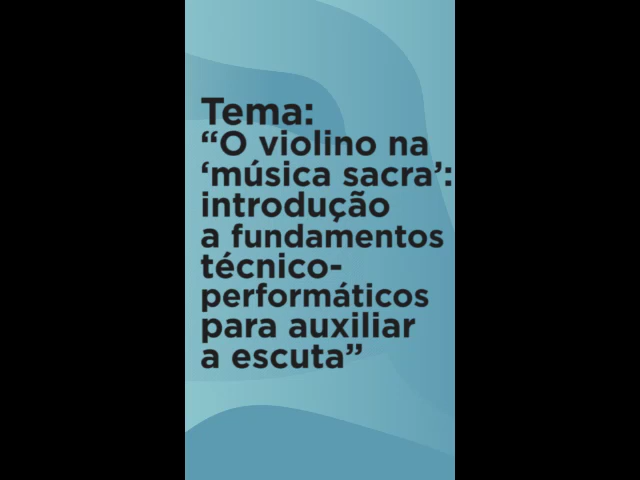 Tema:
“O violino na
‘música sacra’:
introdução
a fundamentos
técnico-
performáticos
para auxiliar
a escuta”